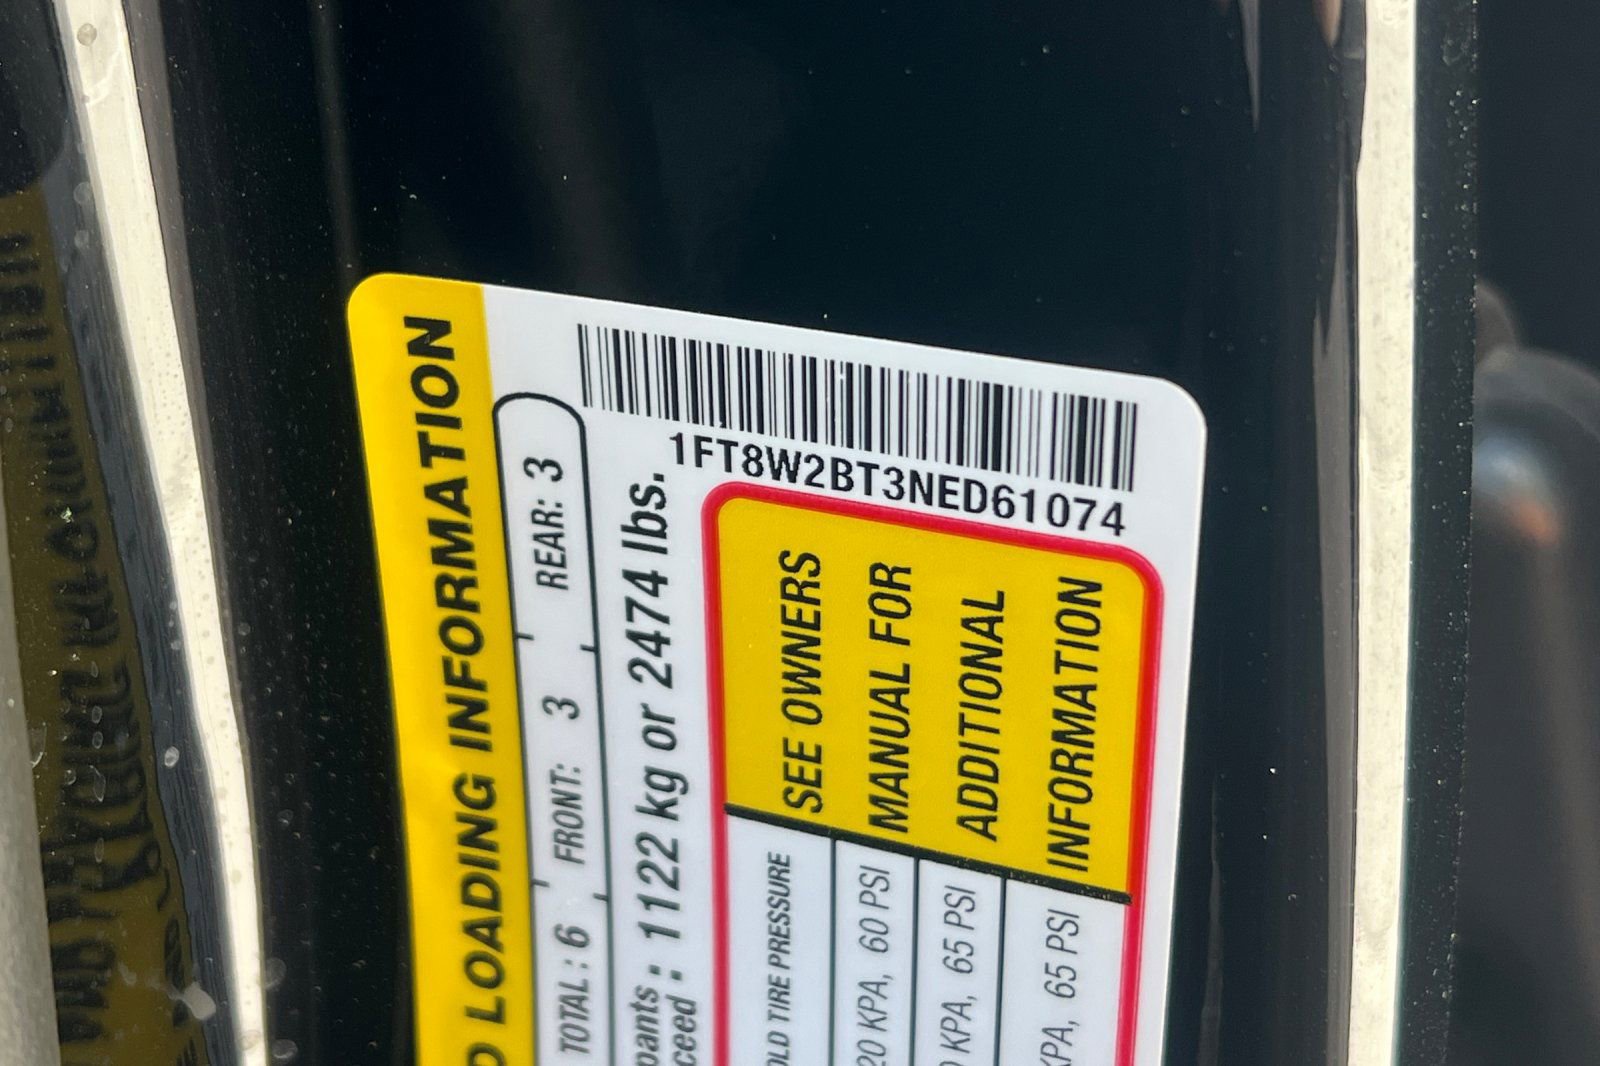 LOADING INFORMATION
TOTAL : 6 FRONT: 3 REAR: 3
: 1122 kg or 2474 lbs.
1FT8W2BT3NED61074
TIRE PRESSURE
KPA, 60 PSI
KPA, 65 PSI
KPA, 65 PSI
SEE OWNERS
MANUAL FOR
ADDITIONAL
INFORMATION